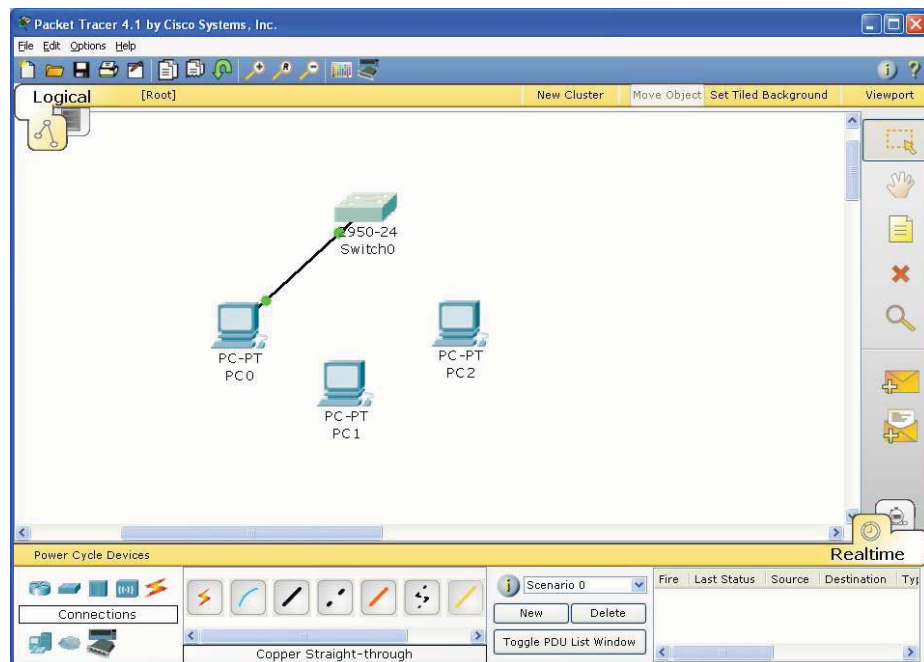 Packet Tracer 4.1 by Cisco Systems, Inc.
File Edit Options Help
Logical [Root] New Cluster Move Object Set Tiled Background Viewport
2950-24
Switch0
PC-PT
PC0
PC-PT
PC2
PC-PT
PC1
Power Cycle Devices Realtime
Connections
Copper Straight-through
Scenario 0
New Delete
Toggle PDU List Window
Fire Last Status Source Destination Typ